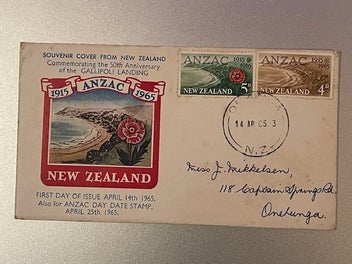 SOUVENIR COVER FROM NEW ZEALAND
Commemorating the 50th Anniversary
of the GALLIPOLI LANDING
1915 ANZAC 1965
NEW ZEALAND
FIRST DAY OF ISSUE APRIL 14th 1965.
Also for ANZAC DAY DATE STAMP,
APRIL 25th 1965.
ANZAC 1915 1965
NEW ZEALAND 5d
ANZAC 1915 1965
NEW ZEALAND 4d
14 AP 65. 3
N.Z.
Miss J. Mikkelsen,
118 Captain Springs Rd
Onehunga.